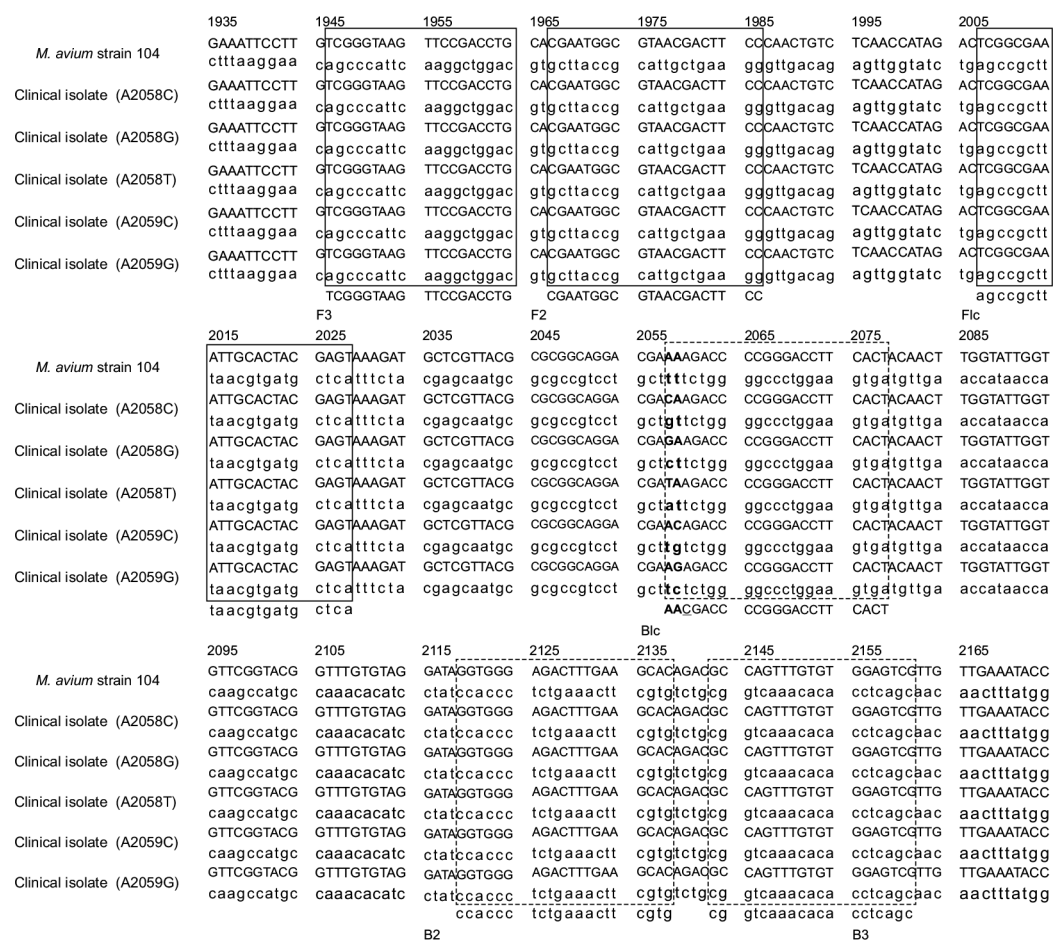 1935 1945 1955 1965 1975 1985 1995 2005
M. avium strain 104 GAAATTCCTT GTCGGGTAAG TTCCGACCTG CACGAATGGC GTAACGACTT CCCAACTGTC TCAACCATAG ACTCGGCGAA
ctttaaggaa cagcccattc aaggctggac gtgcttaccg cattgctgaa gggttgacag agttggtatc tgagccgctt
Clinical isolate (A2058C) GAAATTCCTT GTCGGGTAAG TTCCGACCTG CACGAATGGC GTAACGACTT CCCAACTGTC TCAACCATAG ACTCGGCGAA
ctttaaggaa cagcccattc aaggctggac gtgcttaccg cattgctgaa gggttgacag agttggtatc tgagccgctt
Clinical isolate (A2058G) GAAATTCCTT GTCGGGTAAG TTCCGACCTG CACGAATGGC GTAACGACTT CCCAACTGTC TCAACCATAG ACTCGGCGAA
ctttaaggaa cagcccattc aaggctggac gtgcttaccg cattgctgaa gggttgacag agttggtatc tgagccgctt
Clinical isolate (A2058T) GAAATTCCTT GTCGGGTAAG TTCCGACCTG CACGAATGGC GTAACGACTT CCCAACTGTC TCAACCATAG ACTCGGCGAA
ctttaaggaa cagcccattc aaggctggac gtgcttaccg cattgctgaa gggttgacag agttggtatc tgagccgctt
Clinical isolate (A2059C) GAAATTCCTT GTCGGGTAAG TTCCGACCTG CACGAATGGC GTAACGACTT CCCAACTGTC TCAACCATAG ACTCGGCGAA
ctttaaggaa cagcccattc aaggctggac gtgcttaccg cattgctgaa gggttgacag agttggtatc tgagccgctt
Clinical isolate (A2059G) GAAATTCCTT GTCGGGTAAG TTCCGACCTG CACGAATGGC GTAACGACTT CCCAACTGTC TCAACCATAG ACTCGGCGAA
ctttaaggaa cagcccattc aaggctggac gtgcttaccg cattgctgaa gggttgacag agttggtatc tgagccgctt
TCGGGTAAG TTCCGACCTG CGAATGGC GTAACGACTT CC agccgctt
F3 F2 FIc
2015 2025 2035 2045 2055 2065 2075 2085
M. avium strain 104 ATTGCACTAC GAGTAAAGAT GCTCGTTACG CGCGGCAGGA CGAAAAGACC CCGGGACCTT CACTACAACT TGGTATTGGT
taacgtgatg ctcatttcta cgagcaatgc gcgccgtcct gcttttctgg ggccctggaa gtgatgttga accataacca
Clinical isolate (A2058C) ATTGCACTAC GAGTAAAGAT GCTCGTTACG CGCGGCAGGA CGACAAGACC CCGGGACCTT CACTACAACT TGGTATTGGT
taacgtgatg ctcatttcta cgagcaatgc gcgccgtcct gctgttctgg ggccctggaa gtgatgttga accataacca
Clinical isolate (A2058G) ATTGCACTAC GAGTAAAGAT GCTCGTTACG CGCGGCAGGA CGAGAAGACC CCGGGACCTT CACTACAACT TGGTATTGGT
taacgtgatg ctcatttcta cgagcaatgc gcgccgtcct gctcttctgg ggccctggaa gtgatgttga accataacca
Clinical isolate (A2058T) ATTGCACTAC GAGTAAAGAT GCTCGTTACG CGCGGCAGGA CGATAAGACC CCGGGACCTT CACTACAACT TGGTATTGGT
taacgtgatg ctcatttcta cgagcaatgc gcgccgtcct gctattctgg ggccctggaa gtgatgttga accataacca
Clinical isolate (A2059C) ATTGCACTAC GAGTAAAGAT GCTCGTTACG CGCGGCAGGA CGAACAGACC CCGGGACCTT CACTACAACT TGGTATTGGT
taacgtgatg ctcatttcta cgagcaatgc gcgccgtcct gcttgtctgg ggccctggaa gtgatgttga accataacca
Clinical isolate (A2059G) ATTGCACTAC GAGTAAAGAT GCTCGTTACG CGCGGCAGGA CGAAGAGACC CCGGGACCTT CACTACAACT TGGTATTGGT
taacgtgatg ctcatttcta cgagcaatgc gcgccgtcct gcttctctgg ggccctggaa gtgatgttga accataacca
taacgtgatg ctca AACGACC CCGGGACCTT CACT
BIc
2095 2105 2115 2125 2135 2145 2155 2165
M. avium strain 104 GTTCGGTACG GTTTGTGTAG GATAGGTGGG AGACTTTGAA GCACAGACGC CAGTTTGTGT GGAGTCGTTG TTGAAATACC
caagccatgc caaacacatc ctatccaccc tctgaaactt cgtgtctgcg gtcaaacaca cctcagcaac aactttatgg
Clinical isolate (A2058C) GTTCGGTACG GTTTGTGTAG GATAGGTGGG AGACTTTGAA GCACAGACGC CAGTTTGTGT GGAGTCGTTG TTGAAATACC
caagccatgc caaacacatc ctatccaccc tctgaaactt cgtgtctgcg gtcaaacaca cctcagcaac aactttatgg
Clinical isolate (A2058G) GTTCGGTACG GTTTGTGTAG GATAGGTGGG AGACTTTGAA GCACAGACGC CAGTTTGTGT GGAGTCGTTG TTGAAATACC
caagccatgc caaacacatc ctatccaccc tctgaaactt cgtgtctgcg gtcaaacaca cctcagcaac aactttatgg
Clinical isolate (A2058T) GTTCGGTACG GTTTGTGTAG GATAGGTGGG AGACTTTGAA GCACAGACGC CAGTTTGTGT GGAGTCGTTG TTGAAATACC
caagccatgc caaacacatc ctatccaccc tctgaaactt cgtgtctgcg gtcaaacaca cctcagcaac aactttatgg
Clinical isolate (A2059C) GTTCGGTACG GTTTGTGTAG GATAGGTGGG AGACTTTGAA GCACAGACGC CAGTTTGTGT GGAGTCGTTG TTGAAATACC
caagccatgc caaacacatc ctatccaccc tctgaaactt cgtgtctgcg gtcaaacaca cctcagcaac aactttatgg
Clinical isolate (A2059G) GTTCGGTACG GTTTGTGTAG GATAGGTGGG AGACTTTGAA GCACAGACGC CAGTTTGTGT GGAGTCGTTG TTGAAATACC
caagccatgc caaacacatc ctatccaccc tctgaaactt cgtgtctgcg gtcaaacaca cctcagcaac aactttatgg
ccaccc tctgaaactt cgtg cg gtcaaacaca cctcagc
B2 B3